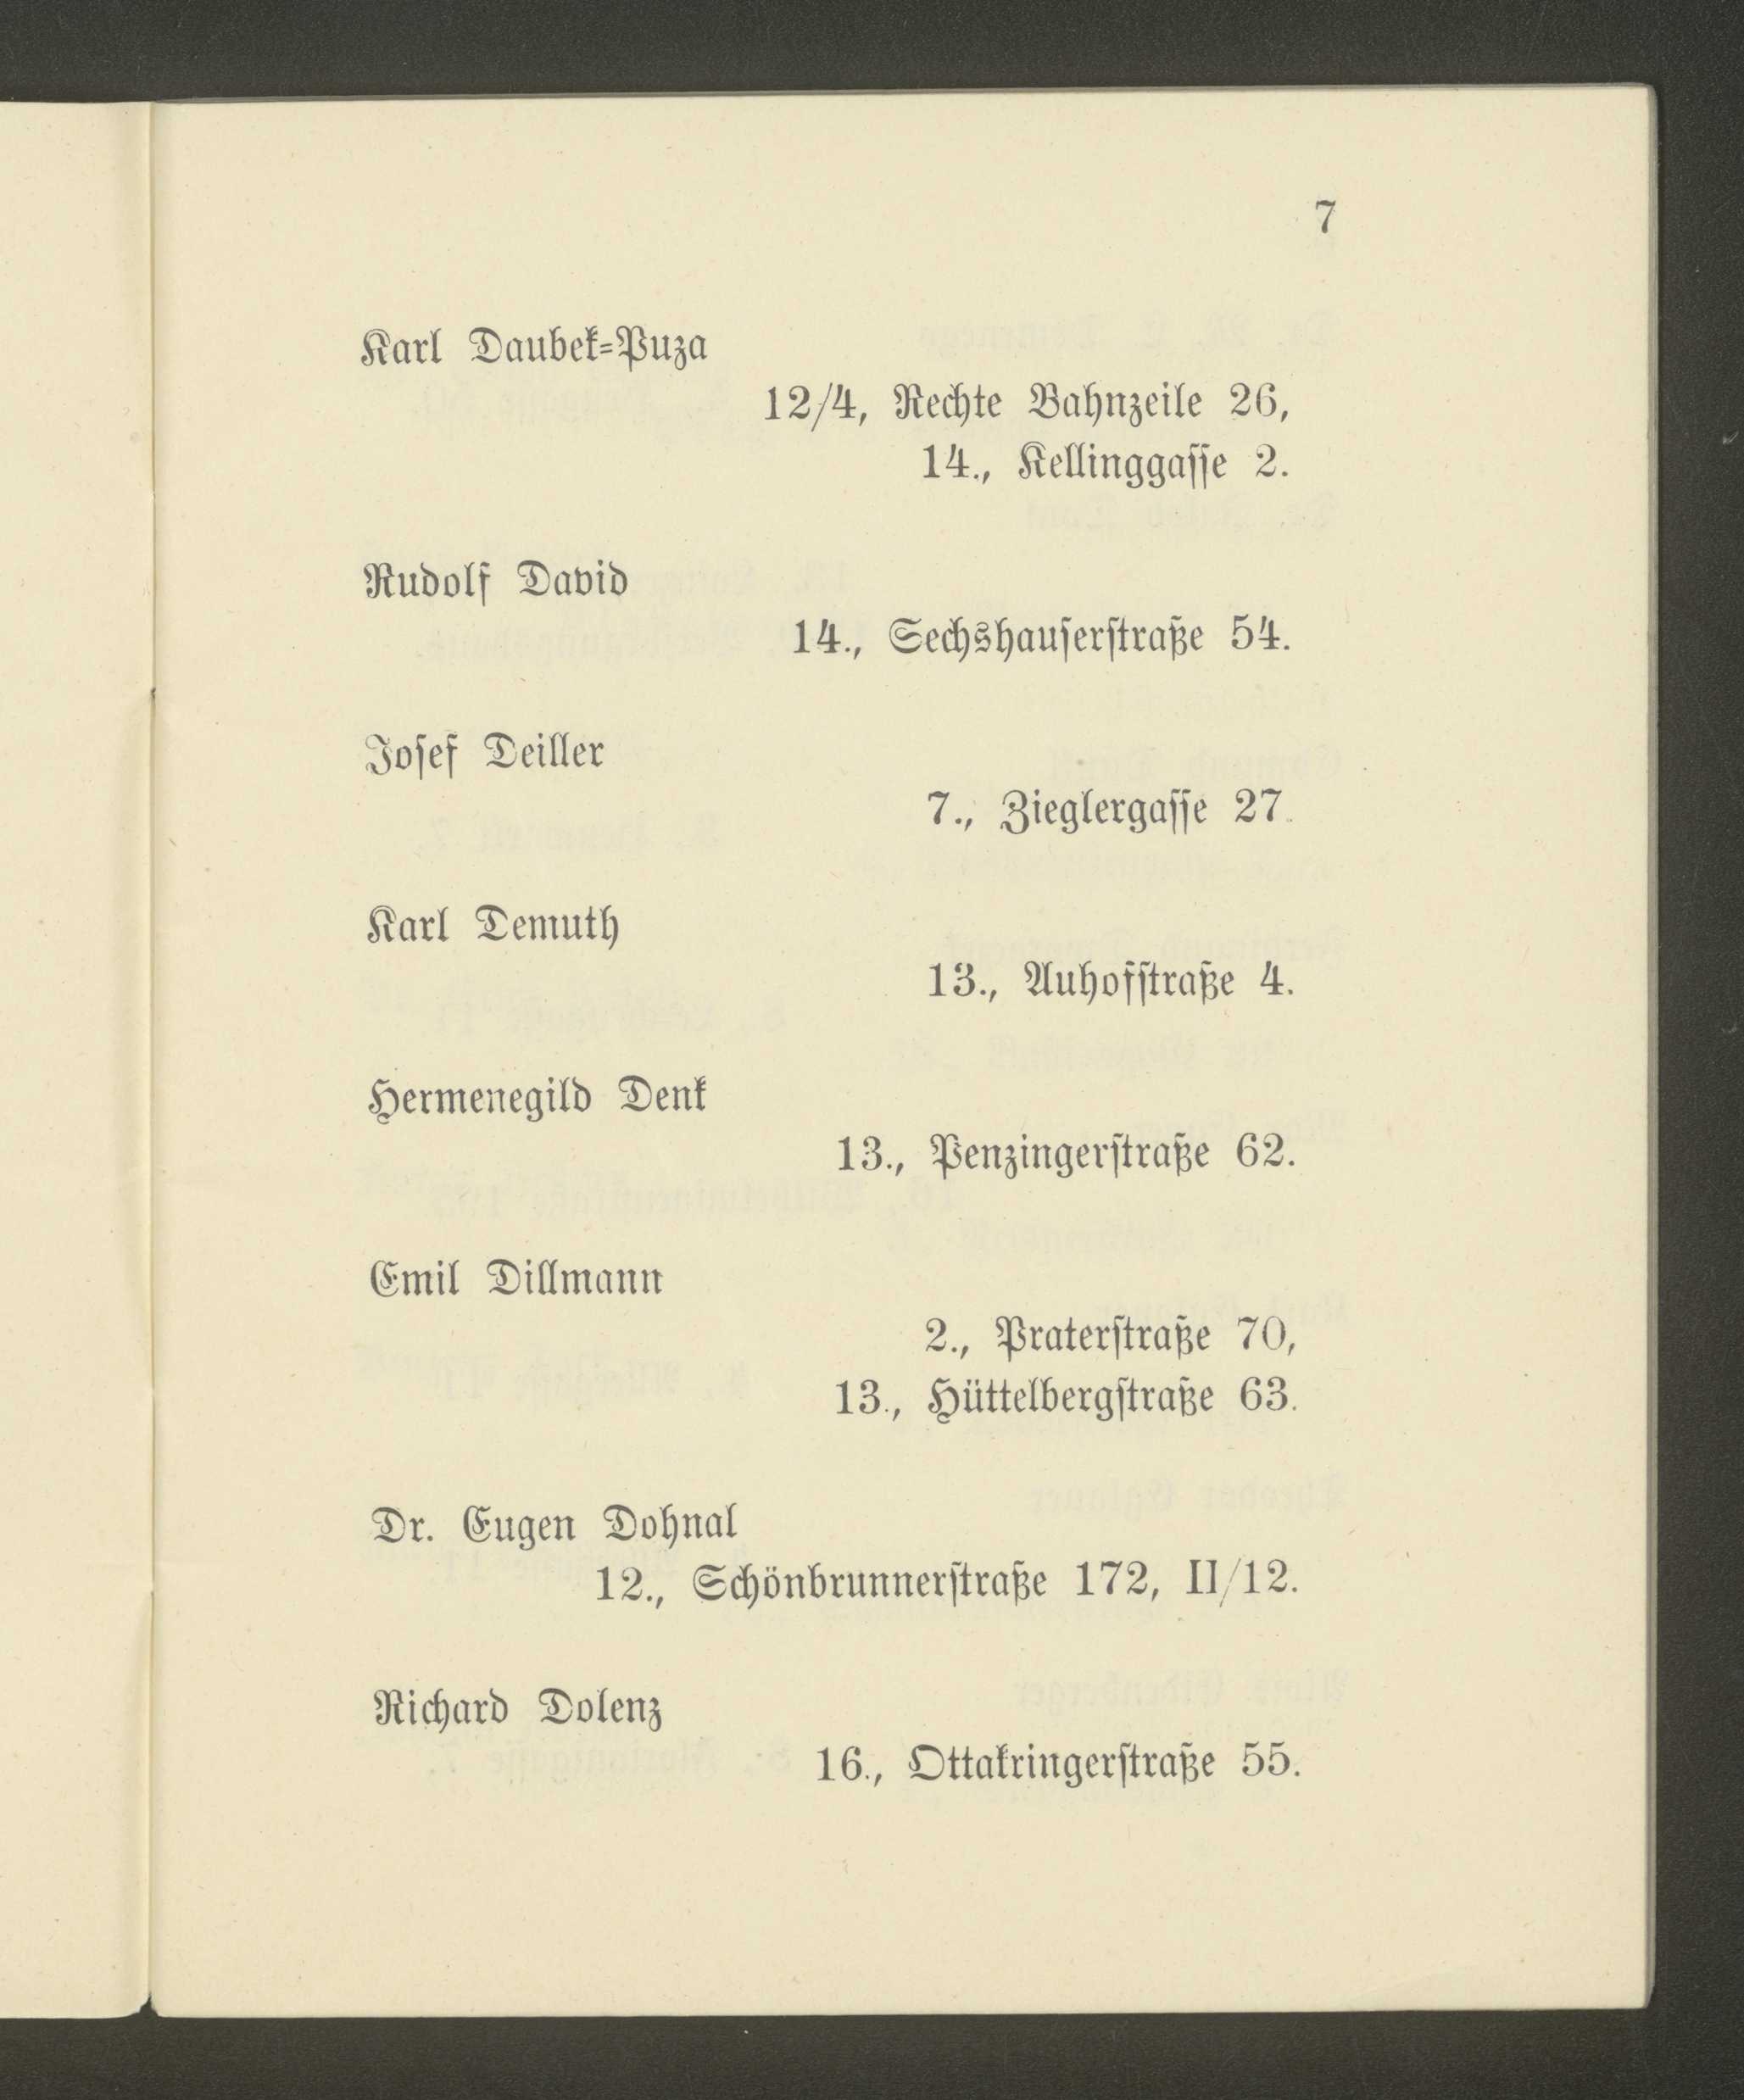 7
Karl Daubek-Puza
12/4, Rechte Bahnzeile 26,
14., Kellinggasse 2.
Rudolf David
14., Sechshauserstraße 54.
Josef Deiller
7., Zieglergasse 27.
Karl Demuth
13., Auhofstraße 4.
Hermenegild Denk
13., Penzingerstraße 62.
Emil Dillmann
2., Praterstraße 70,
13., Hüttelbergstraße 63.
Dr. Eugen Dohnal
12., Schönbrunnerstraße 172, II/12.
Richard Dolenz
16., Ottakringerstraße 55.